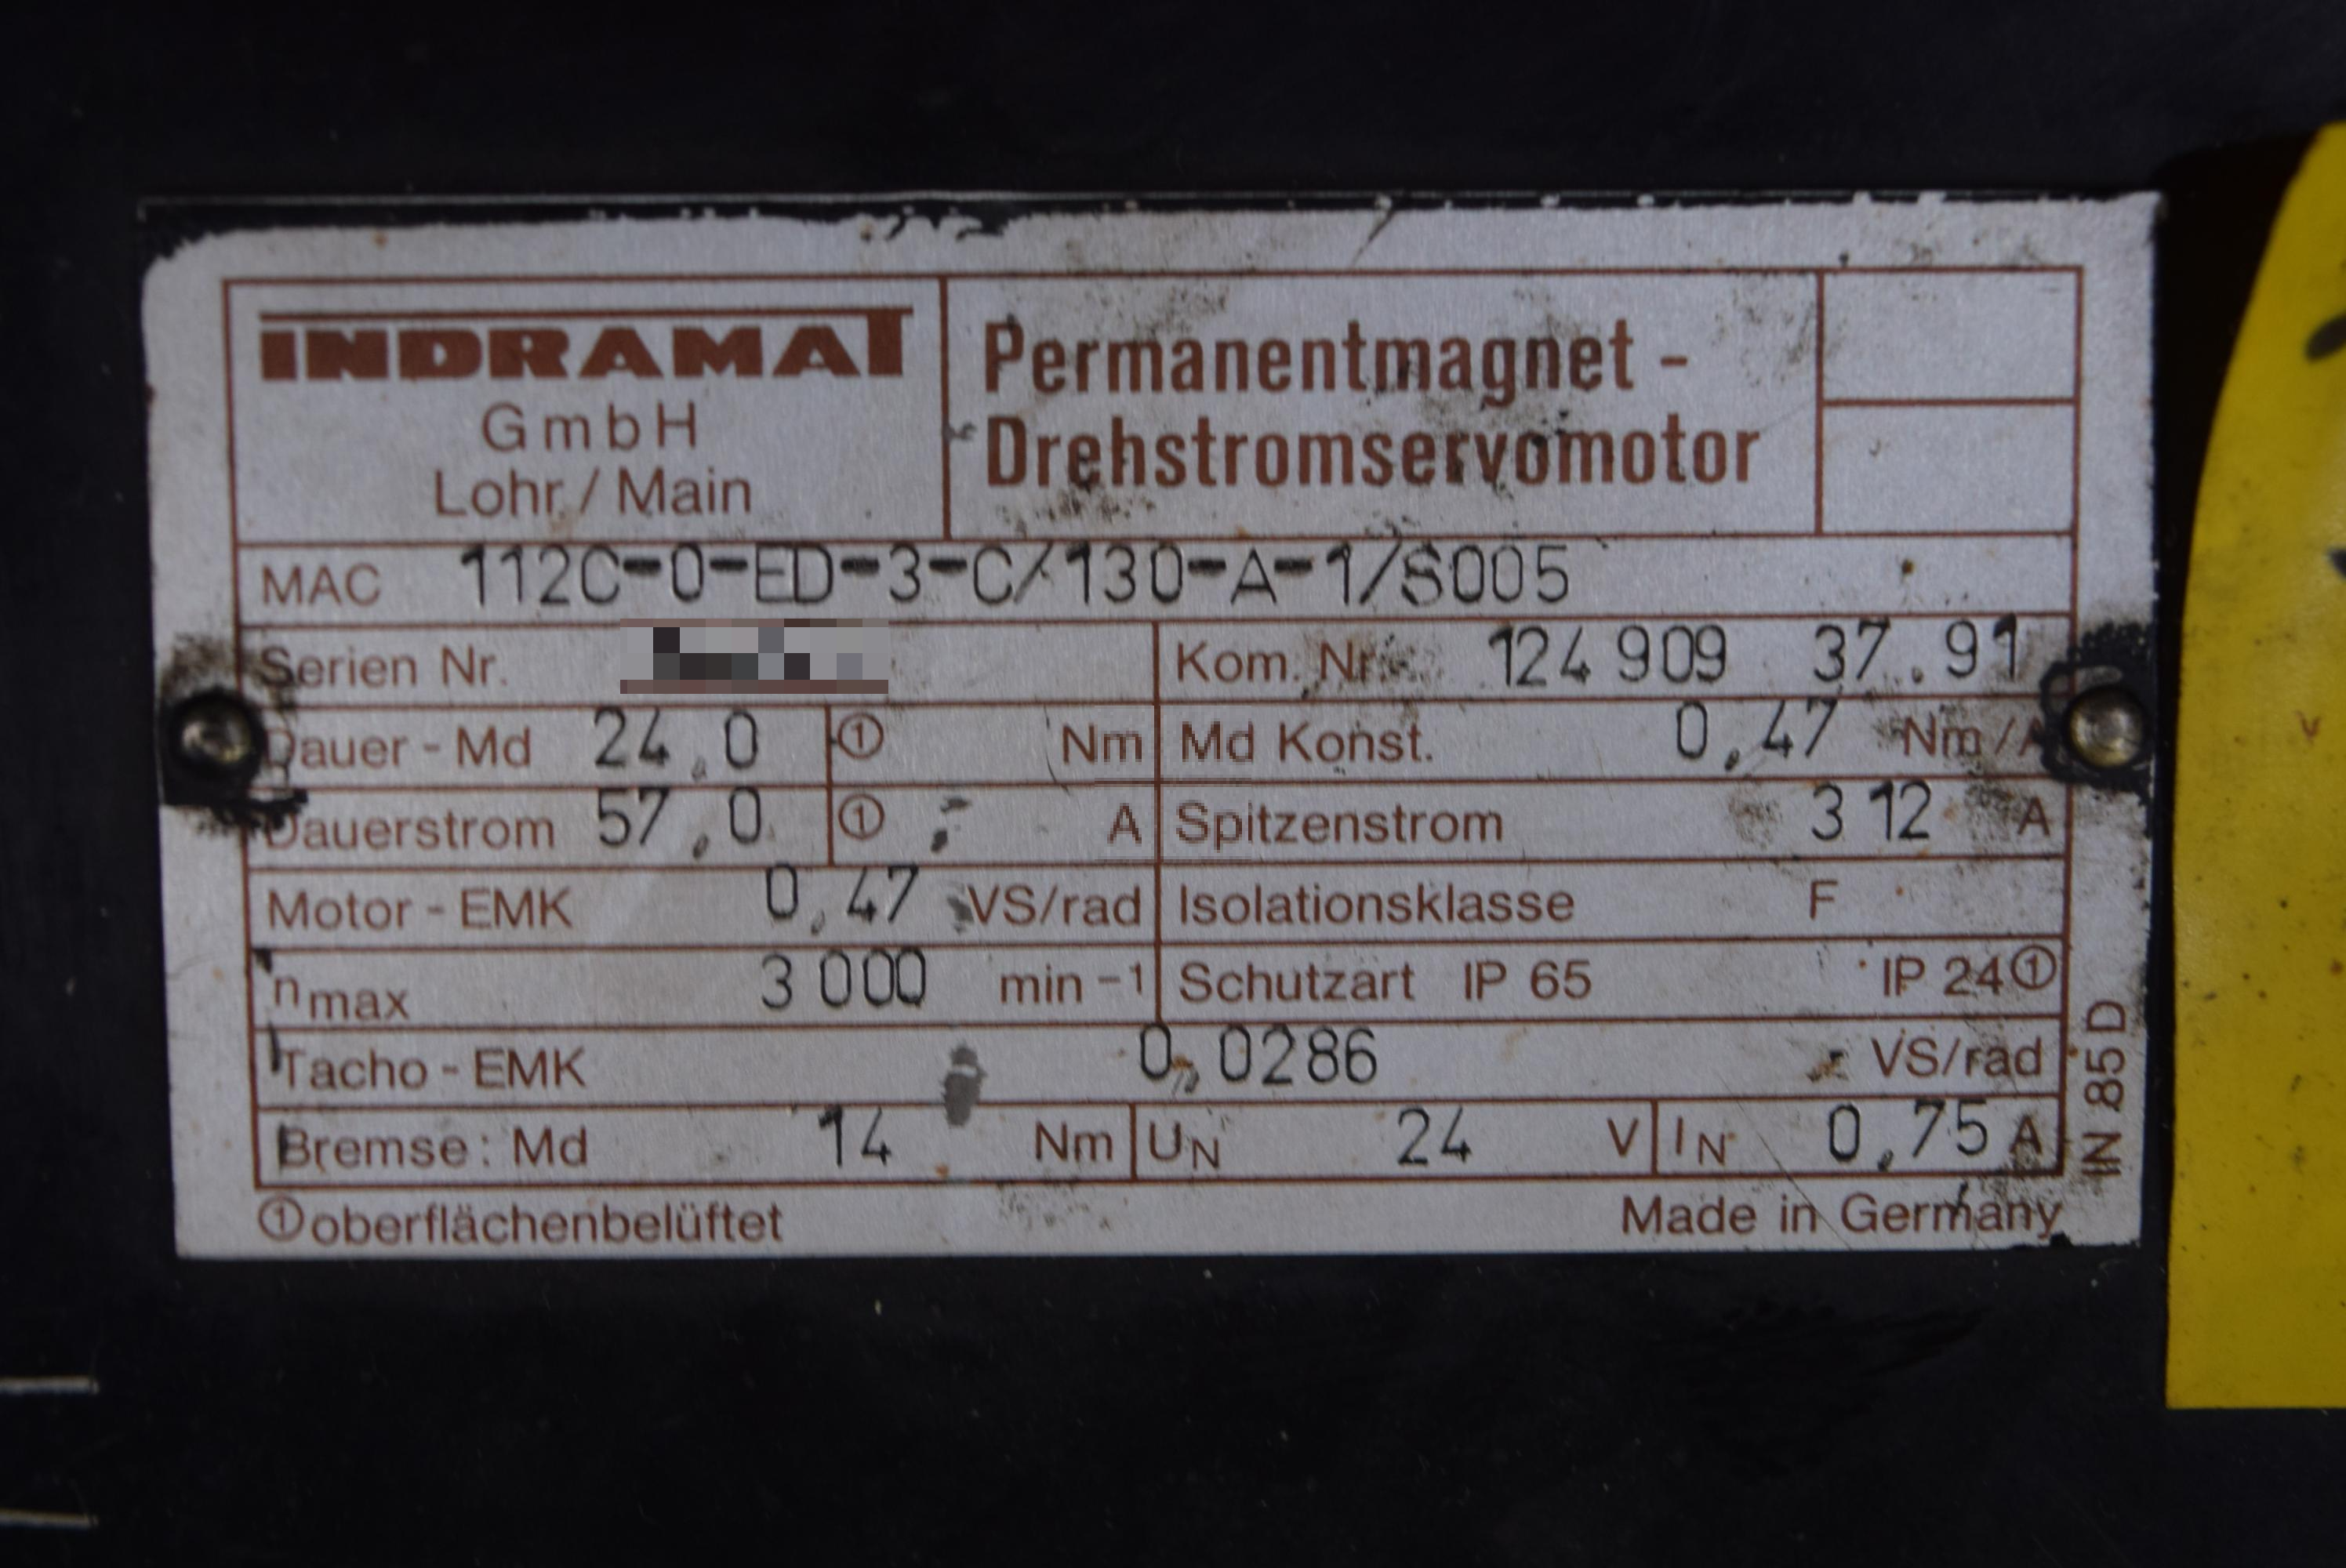 INDRAMAT
GmbH
Lohr / Main
Permanentmagnet -
Drehstromservomotor
MAC 112C-0-ED-3-C/130-A-1/S005
Serien Nr.
Kom. Nr. 124 909 37.91
Dauer - Md 24,0 ① Nm
Md Konst. 0,47 Nm/A
Dauerstrom 57,0 ① A
Spitzenstrom 312 A
Motor - EMK 0,47 VS/rad
Isolationsklasse F
n max 3000 min -1
Schutzart IP 65 IP 24①
Tacho - EMK 0,0286 VS/rad
Bremse: Md 14 Nm UN 24 V IN 0,75 A
IN 85 D
①oberflächenbelüftet
Made in Germany